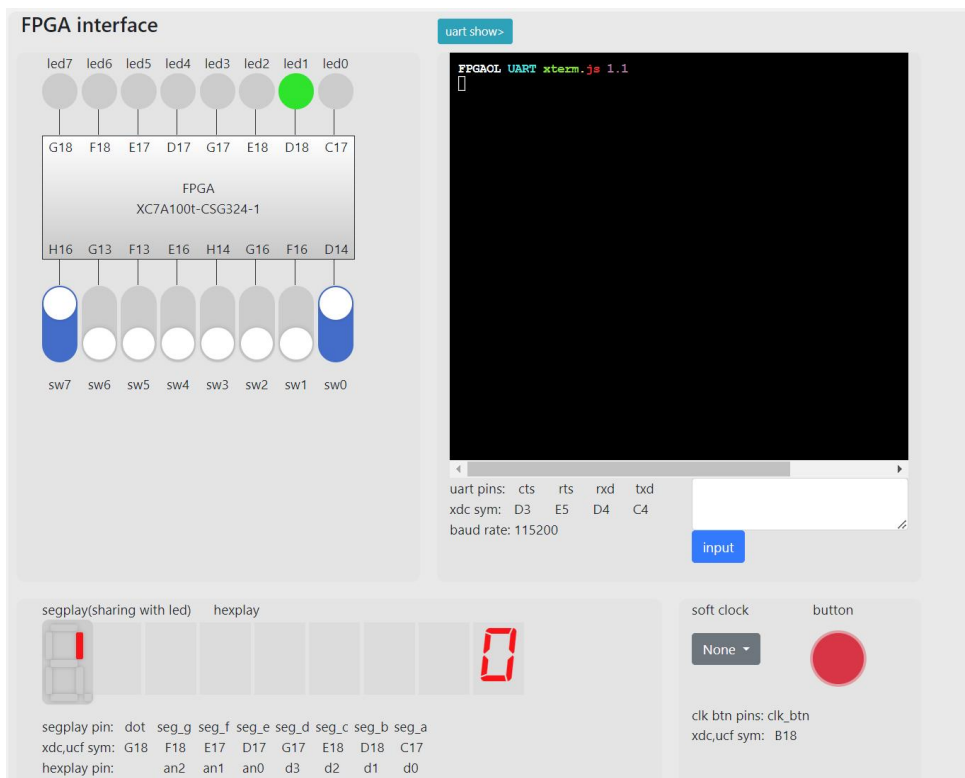 FPGA interface
uart show>
led7 led6 led5 led4 led3 led2 led1 led0
G18 F18 E17 D17 G17 E18 D18 C17
FPGA
XC7A100t-CSG324-1
H16 G13 F13 E16 H14 G16 F16 D14
sw7 sw6 sw5 sw4 sw3 sw2 sw1 sw0
FPGAOL UART xterm.js 1.1
uart pins: cts rts rxd txd
xdc sym: D3 E5 D4 C4
baud rate: 115200
input
segplay(sharing with led) hexplay
0
segplay pin: dot seg_g seg_f seg_e seg_d seg_c seg_b seg_a
xdc,ucf sym: G18 F18 E17 D17 G17 E18 D18 C17
hexplay pin: an2 an1 an0 d3 d2 d1 d0
soft clock button
None
clk btn pins: clk_btn
xdc,ucf sym: B18